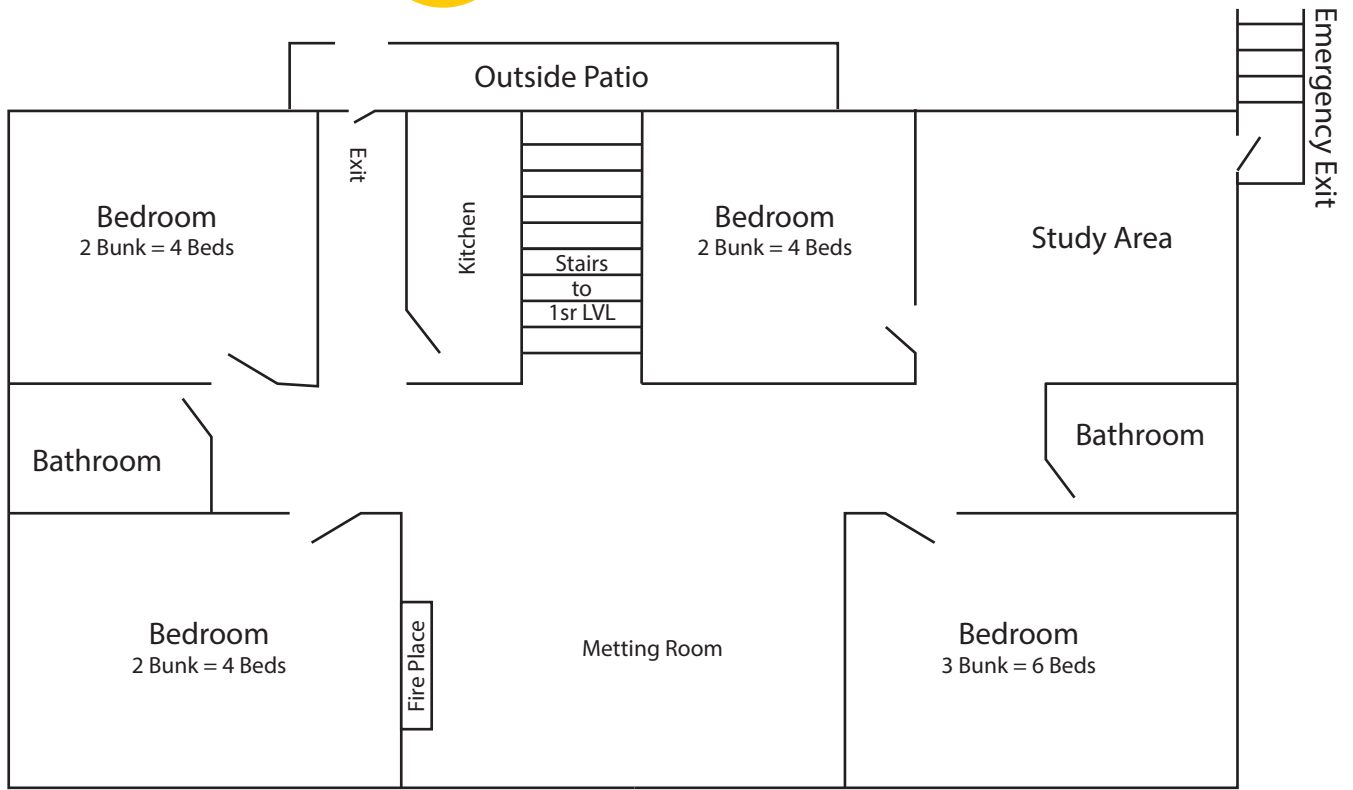 Emergency Exit
Outside Patio
Exit
Bedroom
2 Bunk = 4 Beds
Kitchen
Stairs
to
1sr LVL
Bedroom
2 Bunk = 4 Beds
Study Area
Bathroom
Bathroom
Bedroom
2 Bunk = 4 Beds
Fire Place
Metting Room
Bedroom
3 Bunk = 6 Beds